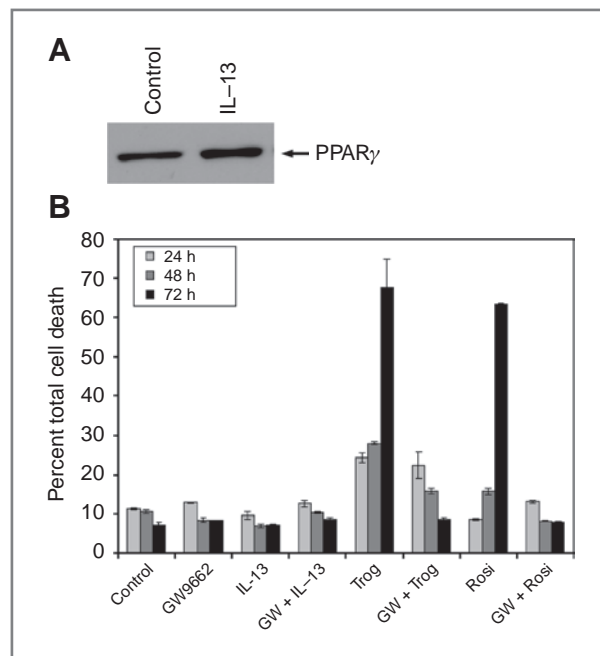 A
Control
IL–13
PPARγ
B
Percent total cell death
80
70
60
50
40
30
20
10
0
24 h
48 h
72 h
Control
GW9662
IL-13
GW + IL–13
Trog
GW + Trog
Rosi
GW + Rosi